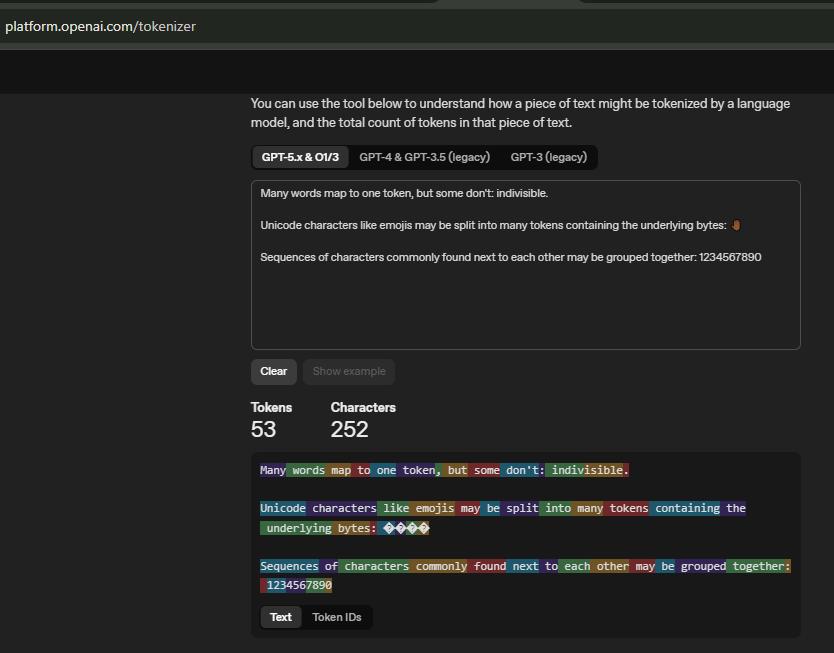 platform.openai.com/tokenizer
You can use the tool below to understand how a piece of text might be tokenized by a language
model, and the total count of tokens in that piece of text.
GPT-5.x & O1/3 GPT-4 & GPT-3.5 (legacy) GPT-3 (legacy)
Many words map to one token, but some don't: indivisible.
Unicode characters like emojis may be split into many tokens containing the underlying bytes: 🤚🏾
Sequences of characters commonly found next to each other may be grouped together: 1234567890
Clear Show example
Tokens Characters
53 252
Many words map to one token, but some don't: indivisible.
Unicode characters like emojis may be split into many tokens containing the
underlying bytes: ����
Sequences of characters commonly found next to each other may be grouped together:
1234567890
Text Token IDs